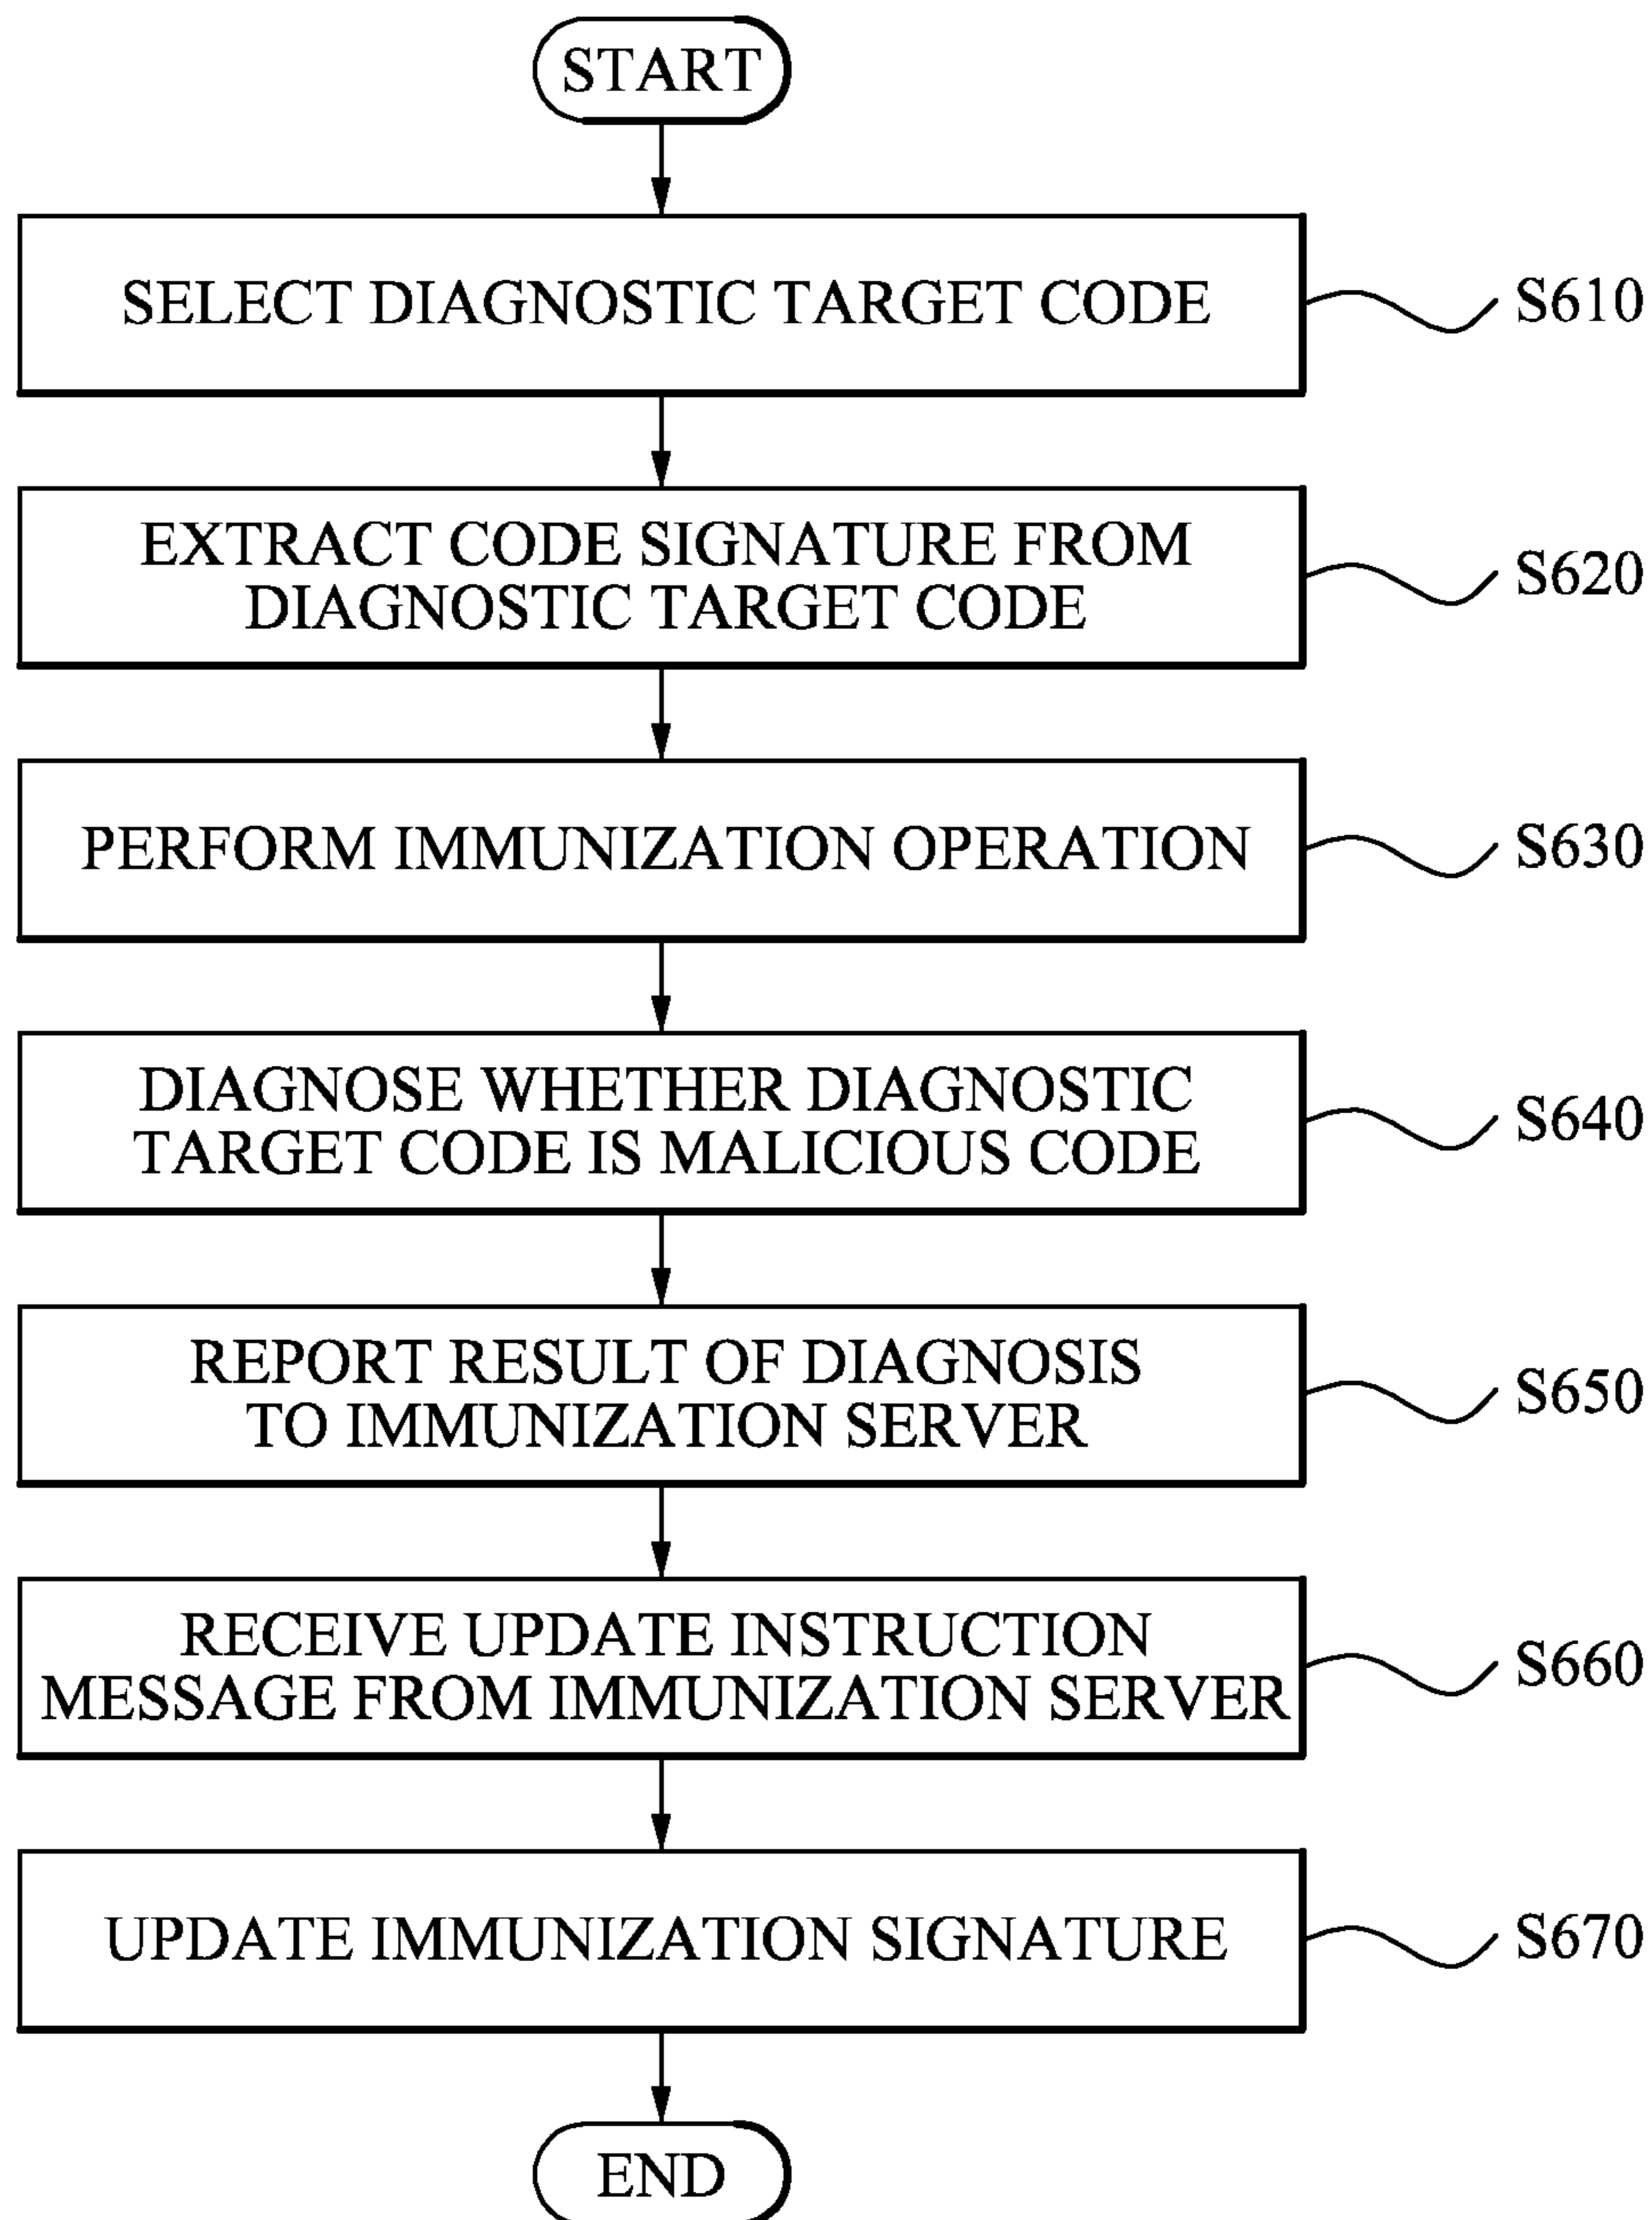 START
SELECT DIAGNOSTIC TARGET CODE
S610
EXTRACT CODE SIGNATURE FROM
DIAGNOSTIC TARGET CODE
S620
PERFORM IMMUNIZATION OPERATION
S630
DIAGNOSE WHETHER DIAGNOSTIC
TARGET CODE IS MALICIOUS CODE
S640
REPORT RESULT OF DIAGNOSIS
TO IMMUNIZATION SERVER
S650
RECEIVE UPDATE INSTRUCTION
MESSAGE FROM IMMUNIZATION SERVER
S660
UPDATE IMMUNIZATION SIGNATURE
S670
END